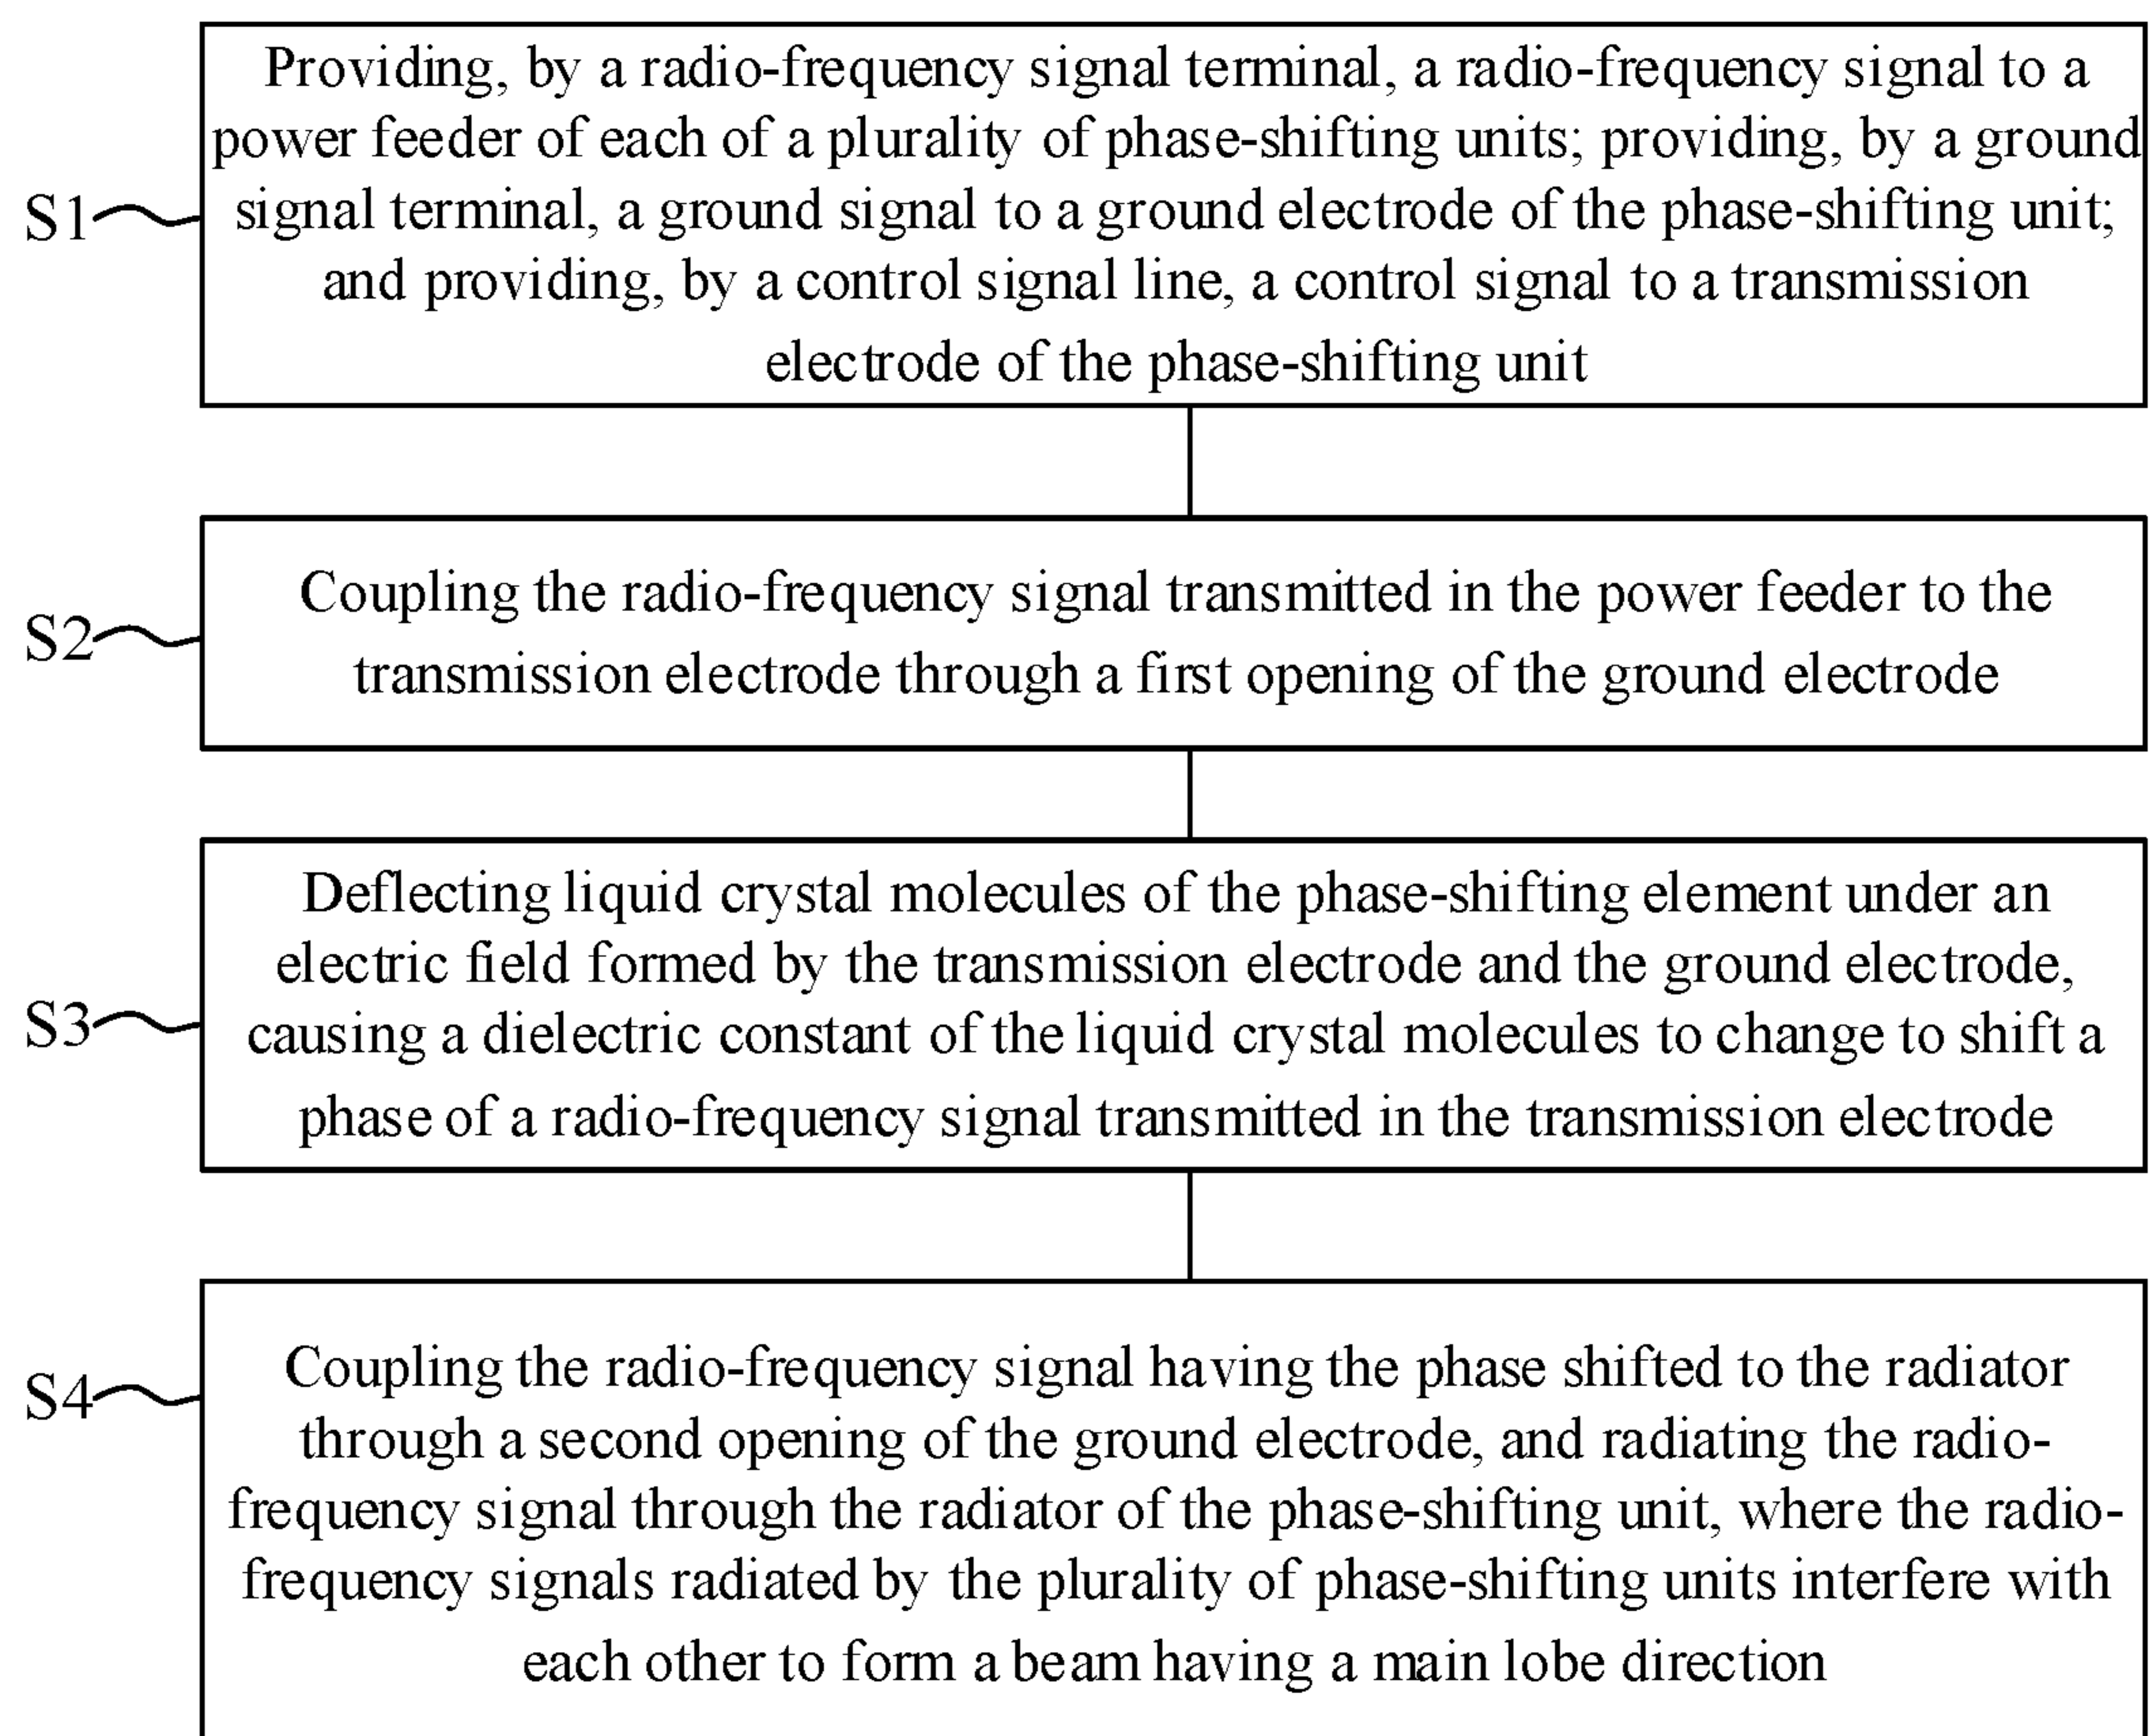 Providing, by a radio-frequency signal terminal, a radio-frequency signal to a
power feeder of each of a plurality of phase-shifting units; providing, by a ground
S1
signal terminal, a ground signal to a ground electrode of the phase-shifting unit;
and providing, by a control signal line, a control signal to a transmission
electrode of the phase-shifting unit
Coupling the radio-frequency signal transmitted in the power feeder to the
S2
transmission electrode through a first opening of the ground electrode
Deflecting liquid crystal molecules of the phase-shifting element under an
electric field formed by the transmission electrode and the ground electrode,
S3
causing a dielectric constant of the liquid crystal molecules to change to shift a
phase of a radio-frequency signal transmitted in the transmission electrode
Coupling the radio-frequency signal having the phase shifted to the radiator
S4
through a second opening of the ground electrode, and radiating the radio-
frequency signal through the radiator of the phase-shifting unit, where the radio-
frequency signals radiated by the plurality of phase-shifting units interfere with
each other to form a beam having a main lobe direction